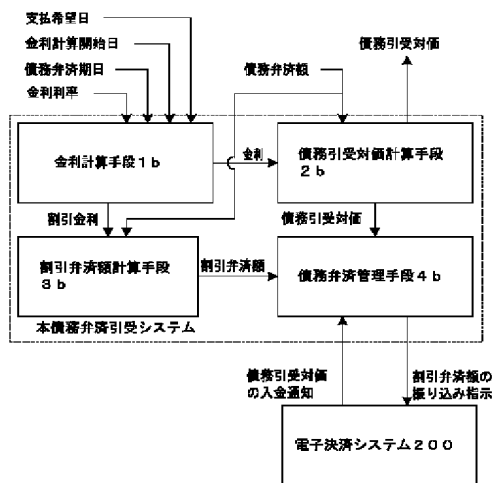 支払希望日
金利計算開始日
債務弁済期日
金利利率
債務弁済額
債務引受対価
金利計算手段1b
金利
債務引受対価計算手段
2b
割引金利
債務引受対価
割引弁済額計算手段
3b
割引弁済額
債務弁済管理手段4b
本債務弁済引受システム
債務引受対価
の入金通知
割引弁済額の
振り込み指示
電子決済システム200